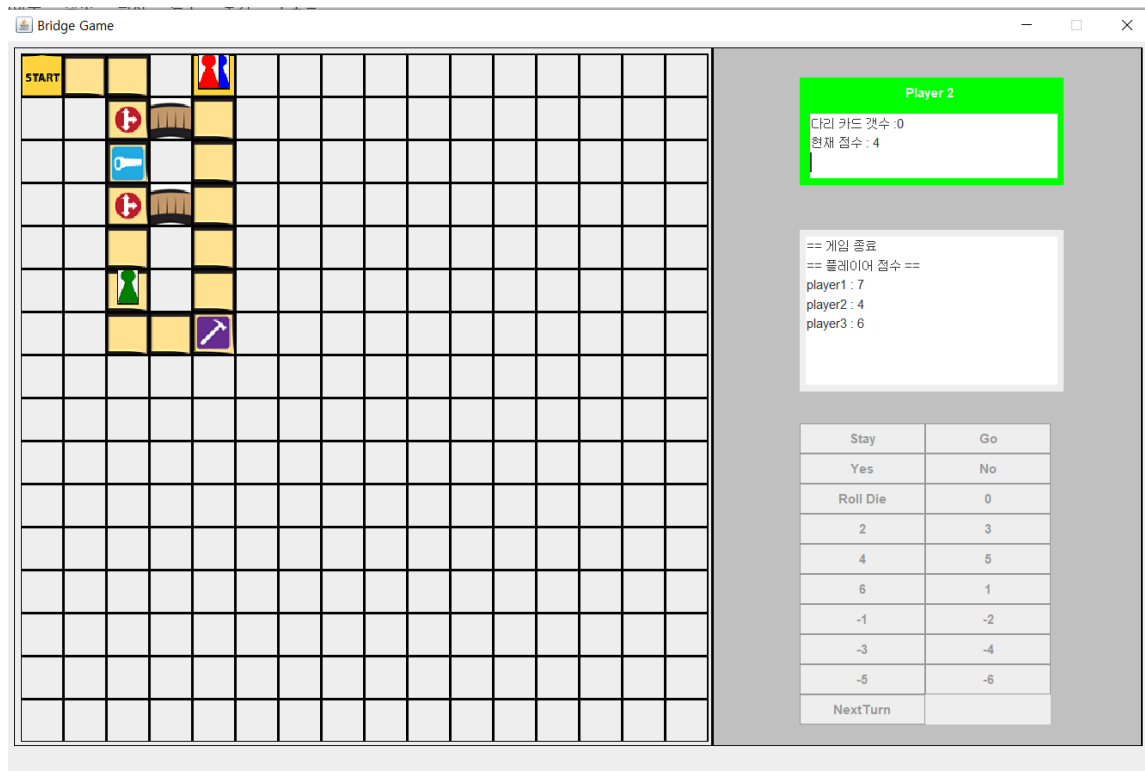 Bridge Game
START
Player 2
다리 카드 갯수 :0
현재 점수 : 4
== 게임 종료
== 플레이어 점수 ==
player1 : 7
player2 : 4
player3 : 6
Stay Go
Yes No
Roll Die 0
2 3
4 5
6 1
-1 -2
-3 -4
-5 -6
NextTurn